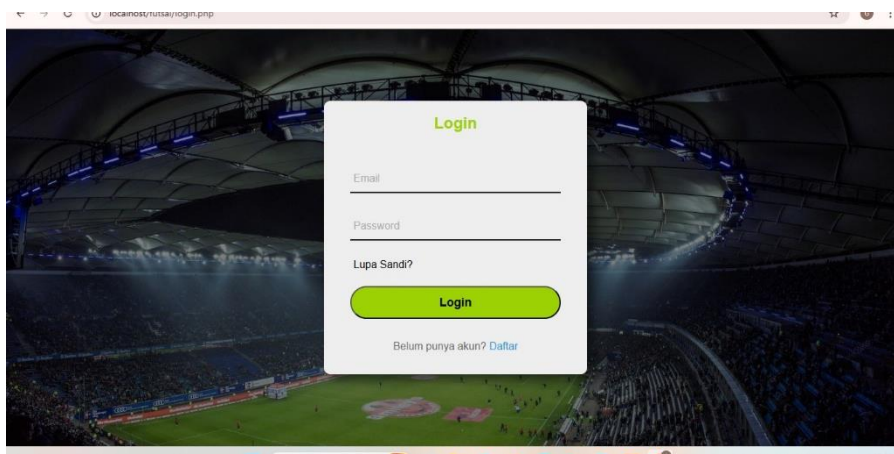 localhost/futsal/login.php
Login
Email
Password
Lupa Sandi?
Login
Belum punya akun? Daftar